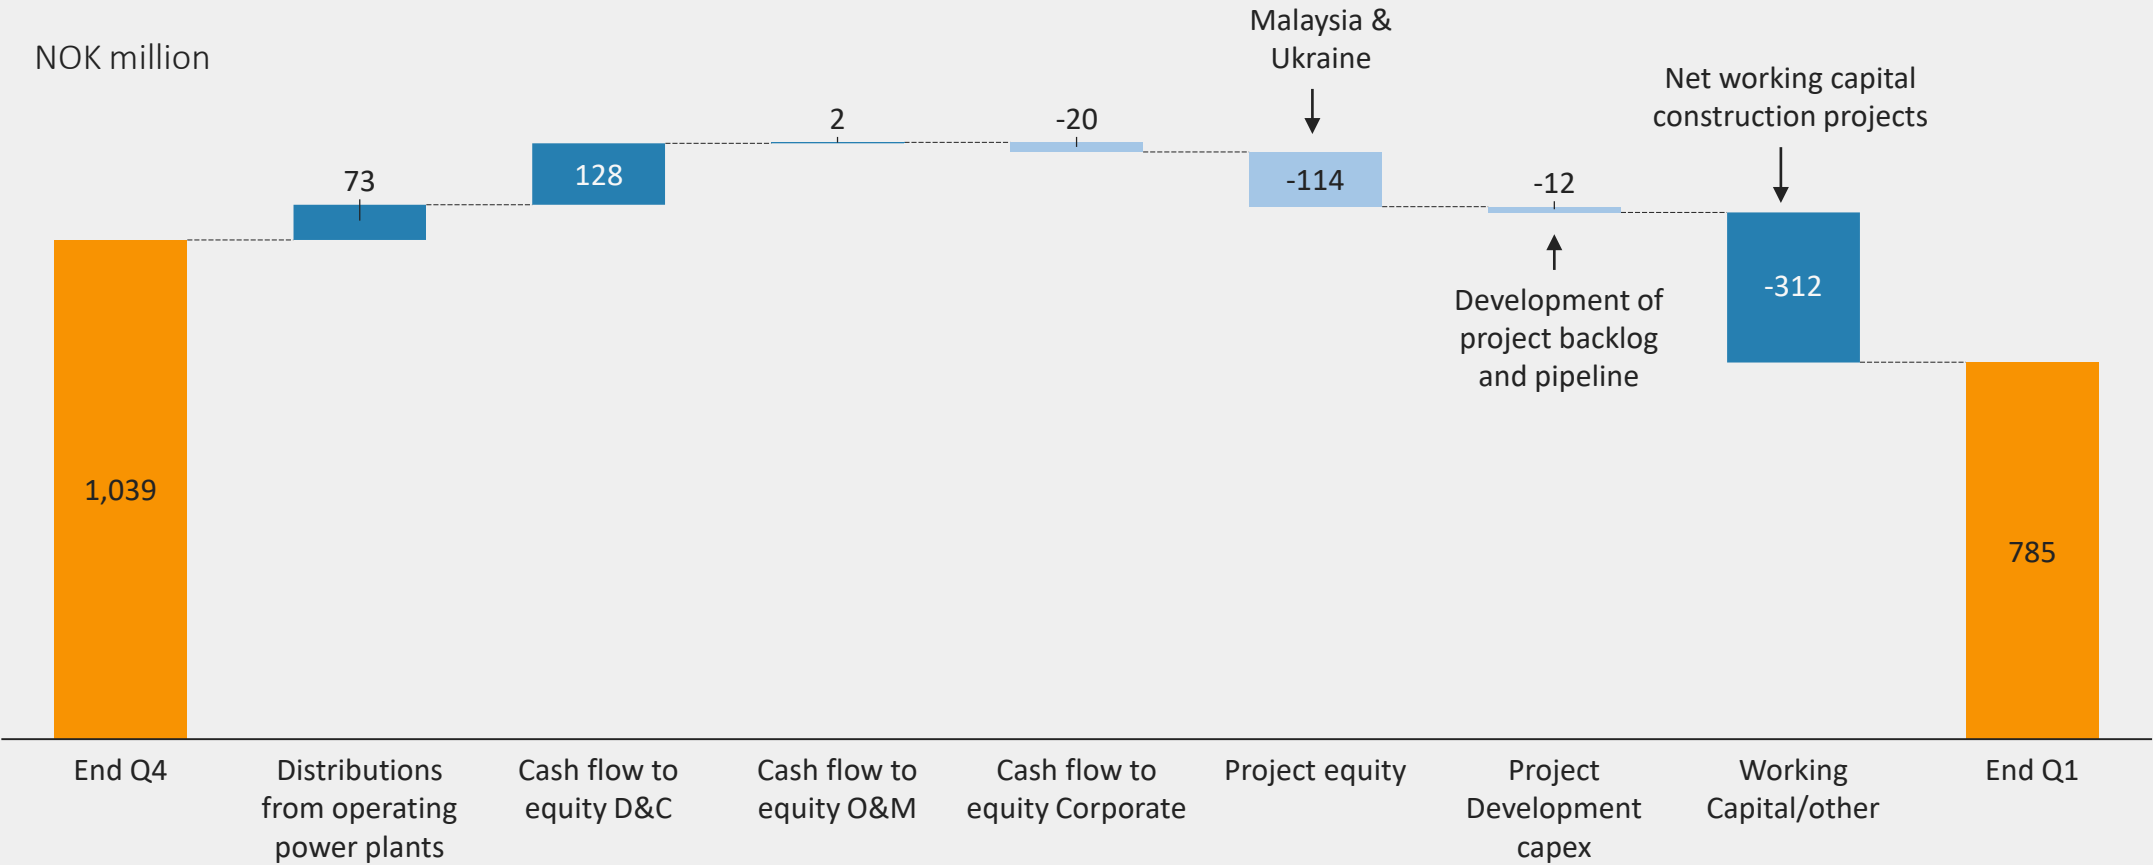 NOK million
Malaysia &
Ukraine
Net working capital
construction projects
1,039
73
128
2
-20
-114
-12
Development of
project backlog
and pipeline
-312
785
End Q4
Distributions
from operating
power plants
Cash flow to
equity D&C
Cash flow to
equity O&M
Cash flow to
equity Corporate
Project equity
Project
Development
capex
Working
Capital/other
End Q1